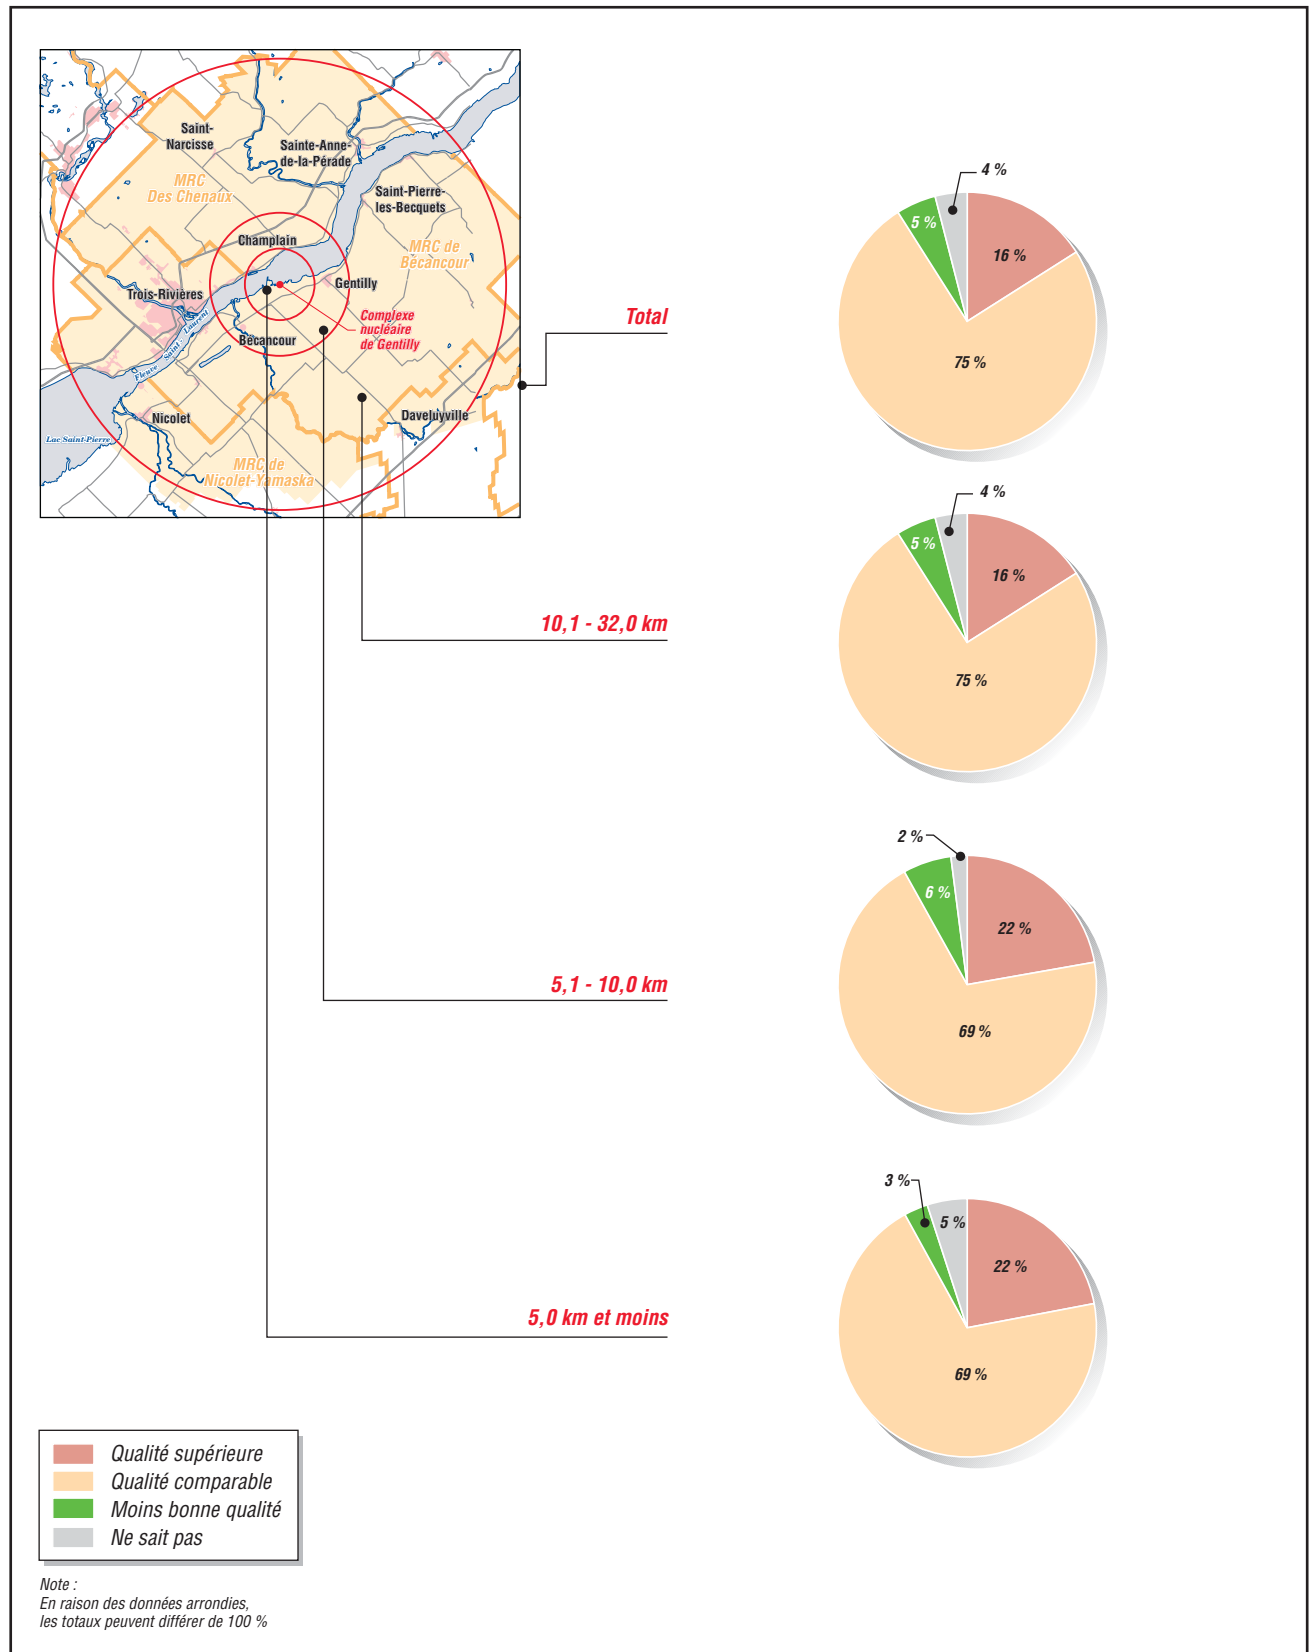 Saint-
Narcisse
Sainte-Anne-
de-la-Pérade
MRC
Des Chenaux
Saint-Pierre-
les-Becquets
Champlain
MRC de
Bécancour
Gentilly
Trois-Rivières
Complexe
nucléaire
de Gentilly
Bécancour
Fleuve Saint-Laurent
Nicolet
Daveluyville
Lac Saint-Pierre
MRC de
Nicolet-Yamaska
Total
4 %
5 %
16 %
75 %
10,1 - 32,0 km
4 %
5 %
16 %
75 %
5,1 - 10,0 km
2 %
6 %
22 %
69 %
5,0 km et moins
3 %
5 %
22 %
69 %
Qualité supérieure
Qualité comparable
Moins bonne qualité
Ne sait pas
Note :
En raison des données arrondies,
les totaux peuvent différer de 100 %